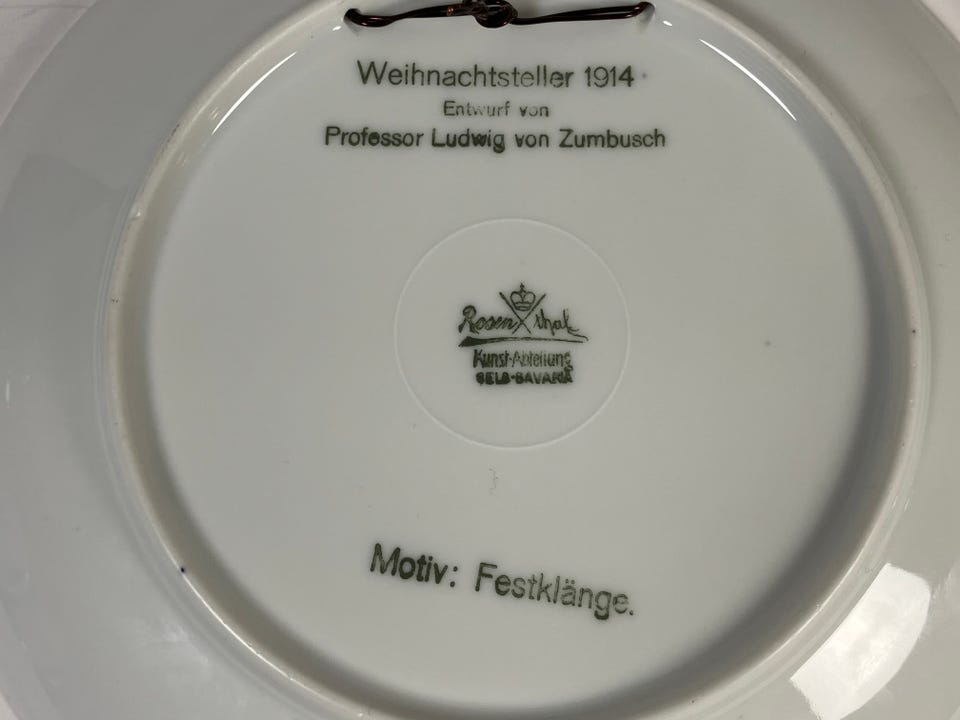 Weihnachtsteller 1914
Entwurf von
Professor Ludwig von Zumbusch
Rosenthal
Kunst-Abteilung
SELB-BAVARIA
Motiv: Festklänge.